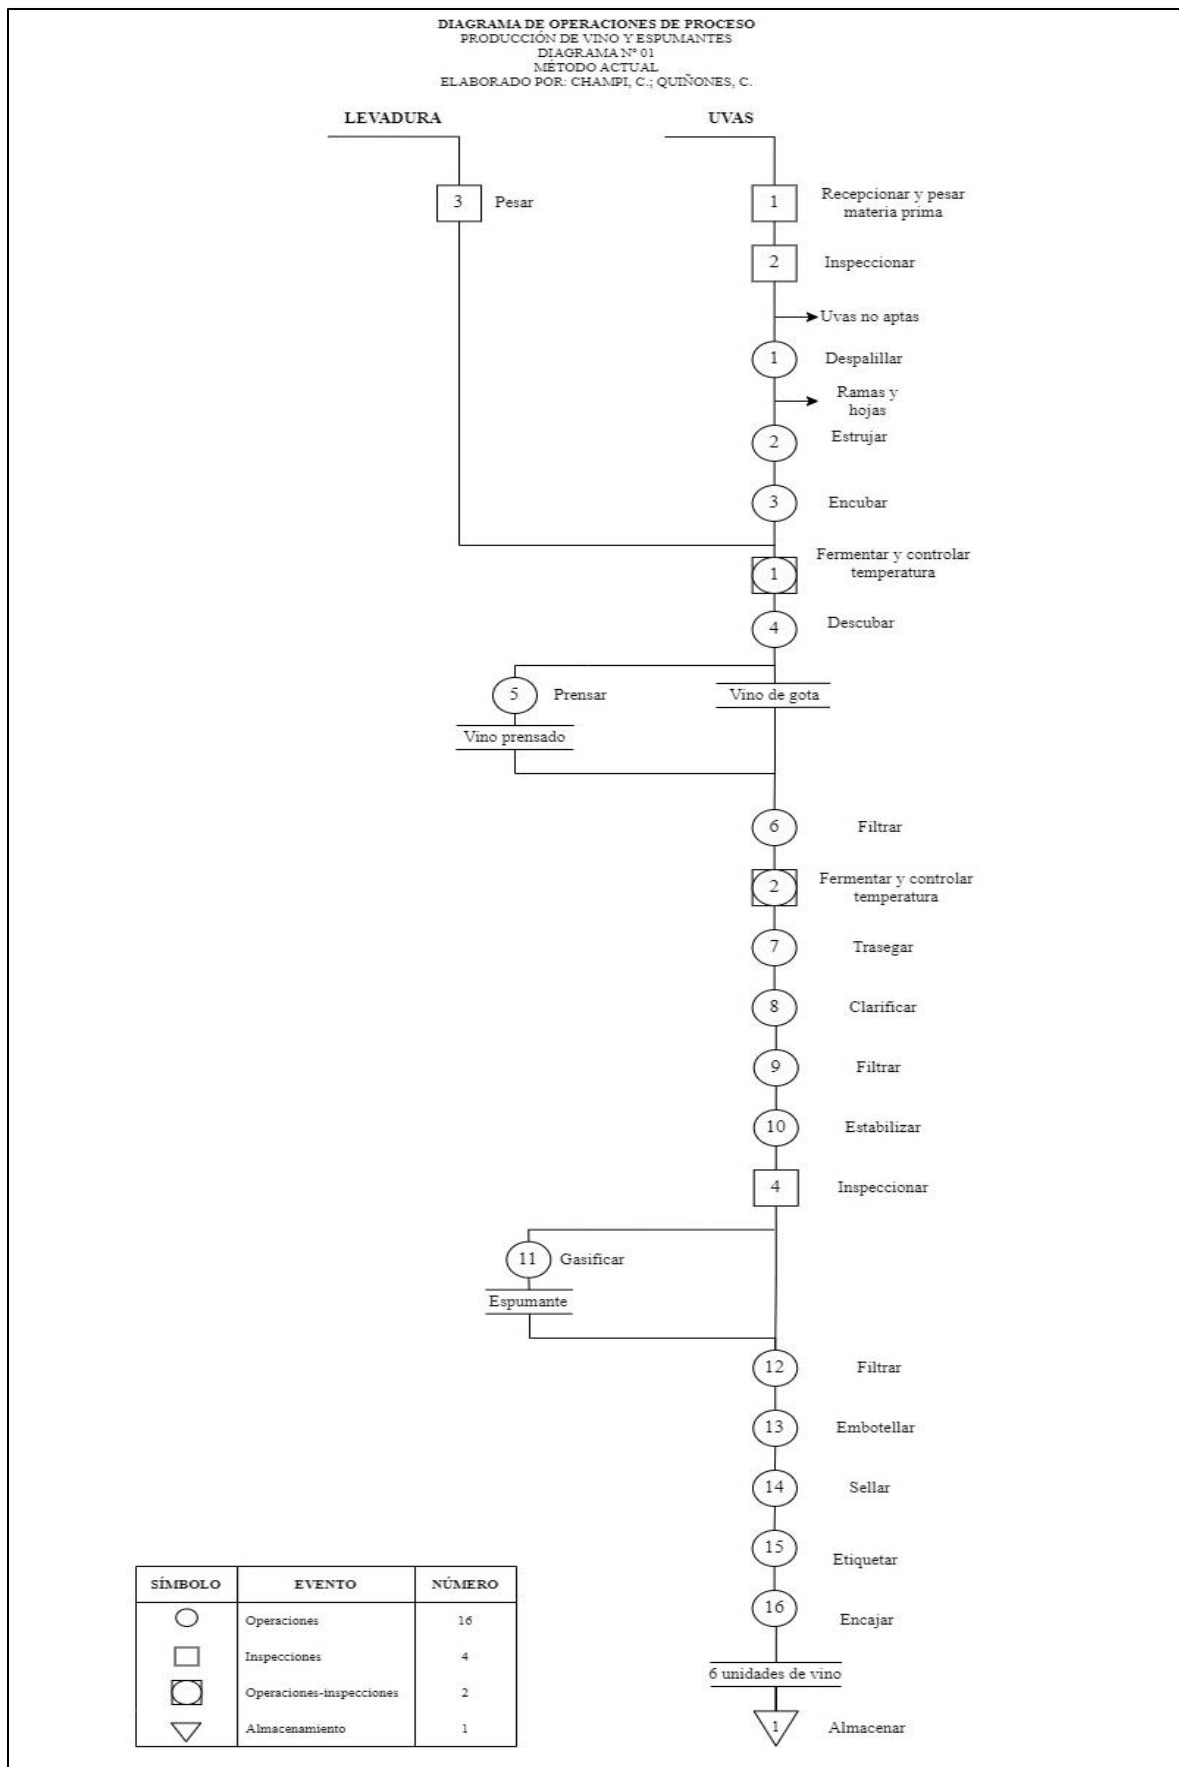 DIAGRAMA DE OPERACIONES DE PROCESO
PRODUCCIÓN DE VINO Y ESPUMANTES
DIAGRAMA N° 01
MÉTODO ACTUAL
ELABORADO POR: CHAMPI, C.; QUIÑONES, C.
LEVADURA
UVAS
3 Pesar
1 Recepcionar y pesar
materia prima
2 Inspeccionar
Uvas no aptas
1 Despalillar
Ramas y
hojas
2 Estrujar
3 Encubar
1 Fermentar y controlar
temperatura
4 Descubar
5 Prensar
Vino de gota
Vino prensado
6 Filtrar
2 Fermentar y controlar
temperatura
7 Trasegar
8 Clarificar
9 Filtrar
10 Estabilizar
4 Inspeccionar
11 Gasificar
Espumante
12 Filtrar
13 Embotellar
14 Sellar
15 Etiquetar
16 Encajar
6 unidades de vino
1 Almacenar
SÍMBOLO EVENTO NÚMERO
Operaciones 16
Inspecciones 4
Operaciones-inspecciones 2
Almacenamiento 1